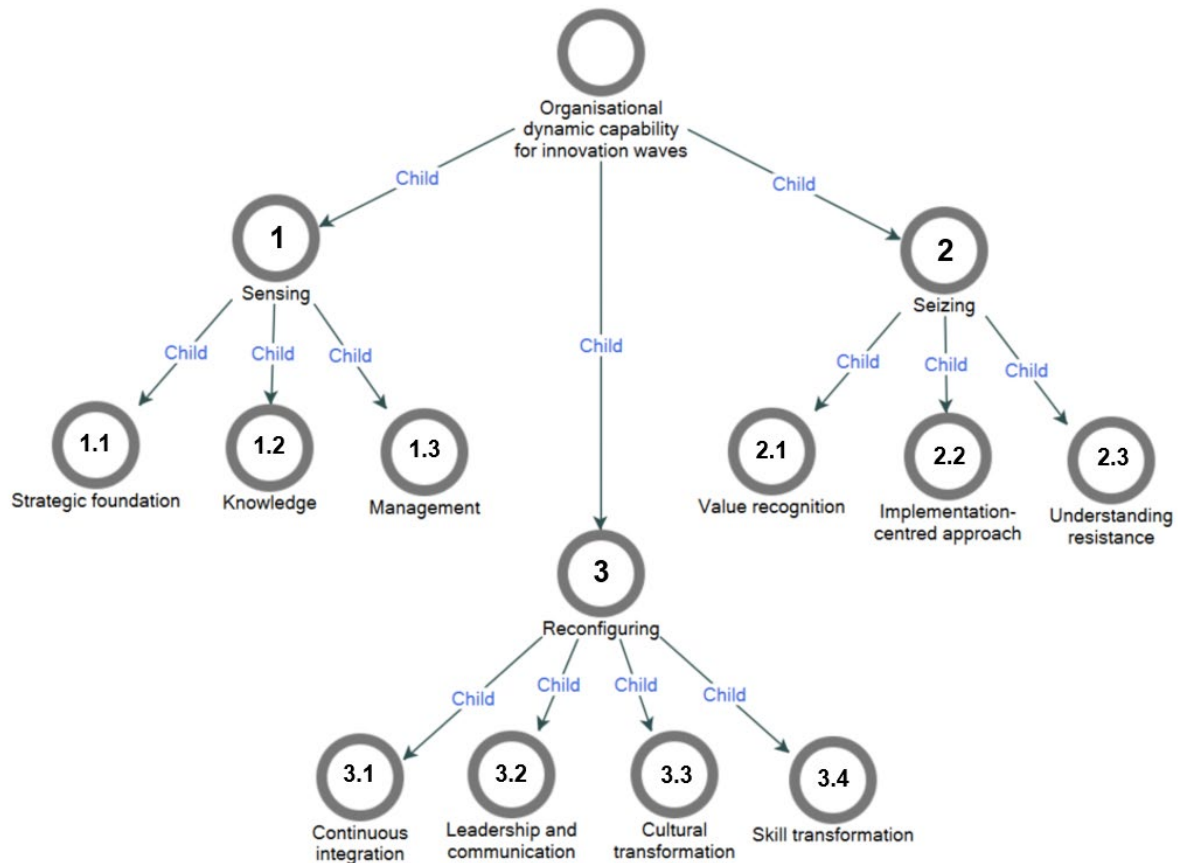 Organisational
dynamic capability
for innovation waves
Child
Child
Child
1
Sensing
2
Seizing
Child
Child
Child
Child
Child
Child
1.1
Strategic foundation
1.2
Knowledge
1.3
Management
2.1
Value recognition
2.2
Implementation-
centred approach
2.3
Understanding
resistance
3
Reconfiguring
Child
Child
Child
Child
3.1
Continuous
integration
3.2
Leadership and
communication
3.3
Cultural
transformation
3.4
Skill transformation